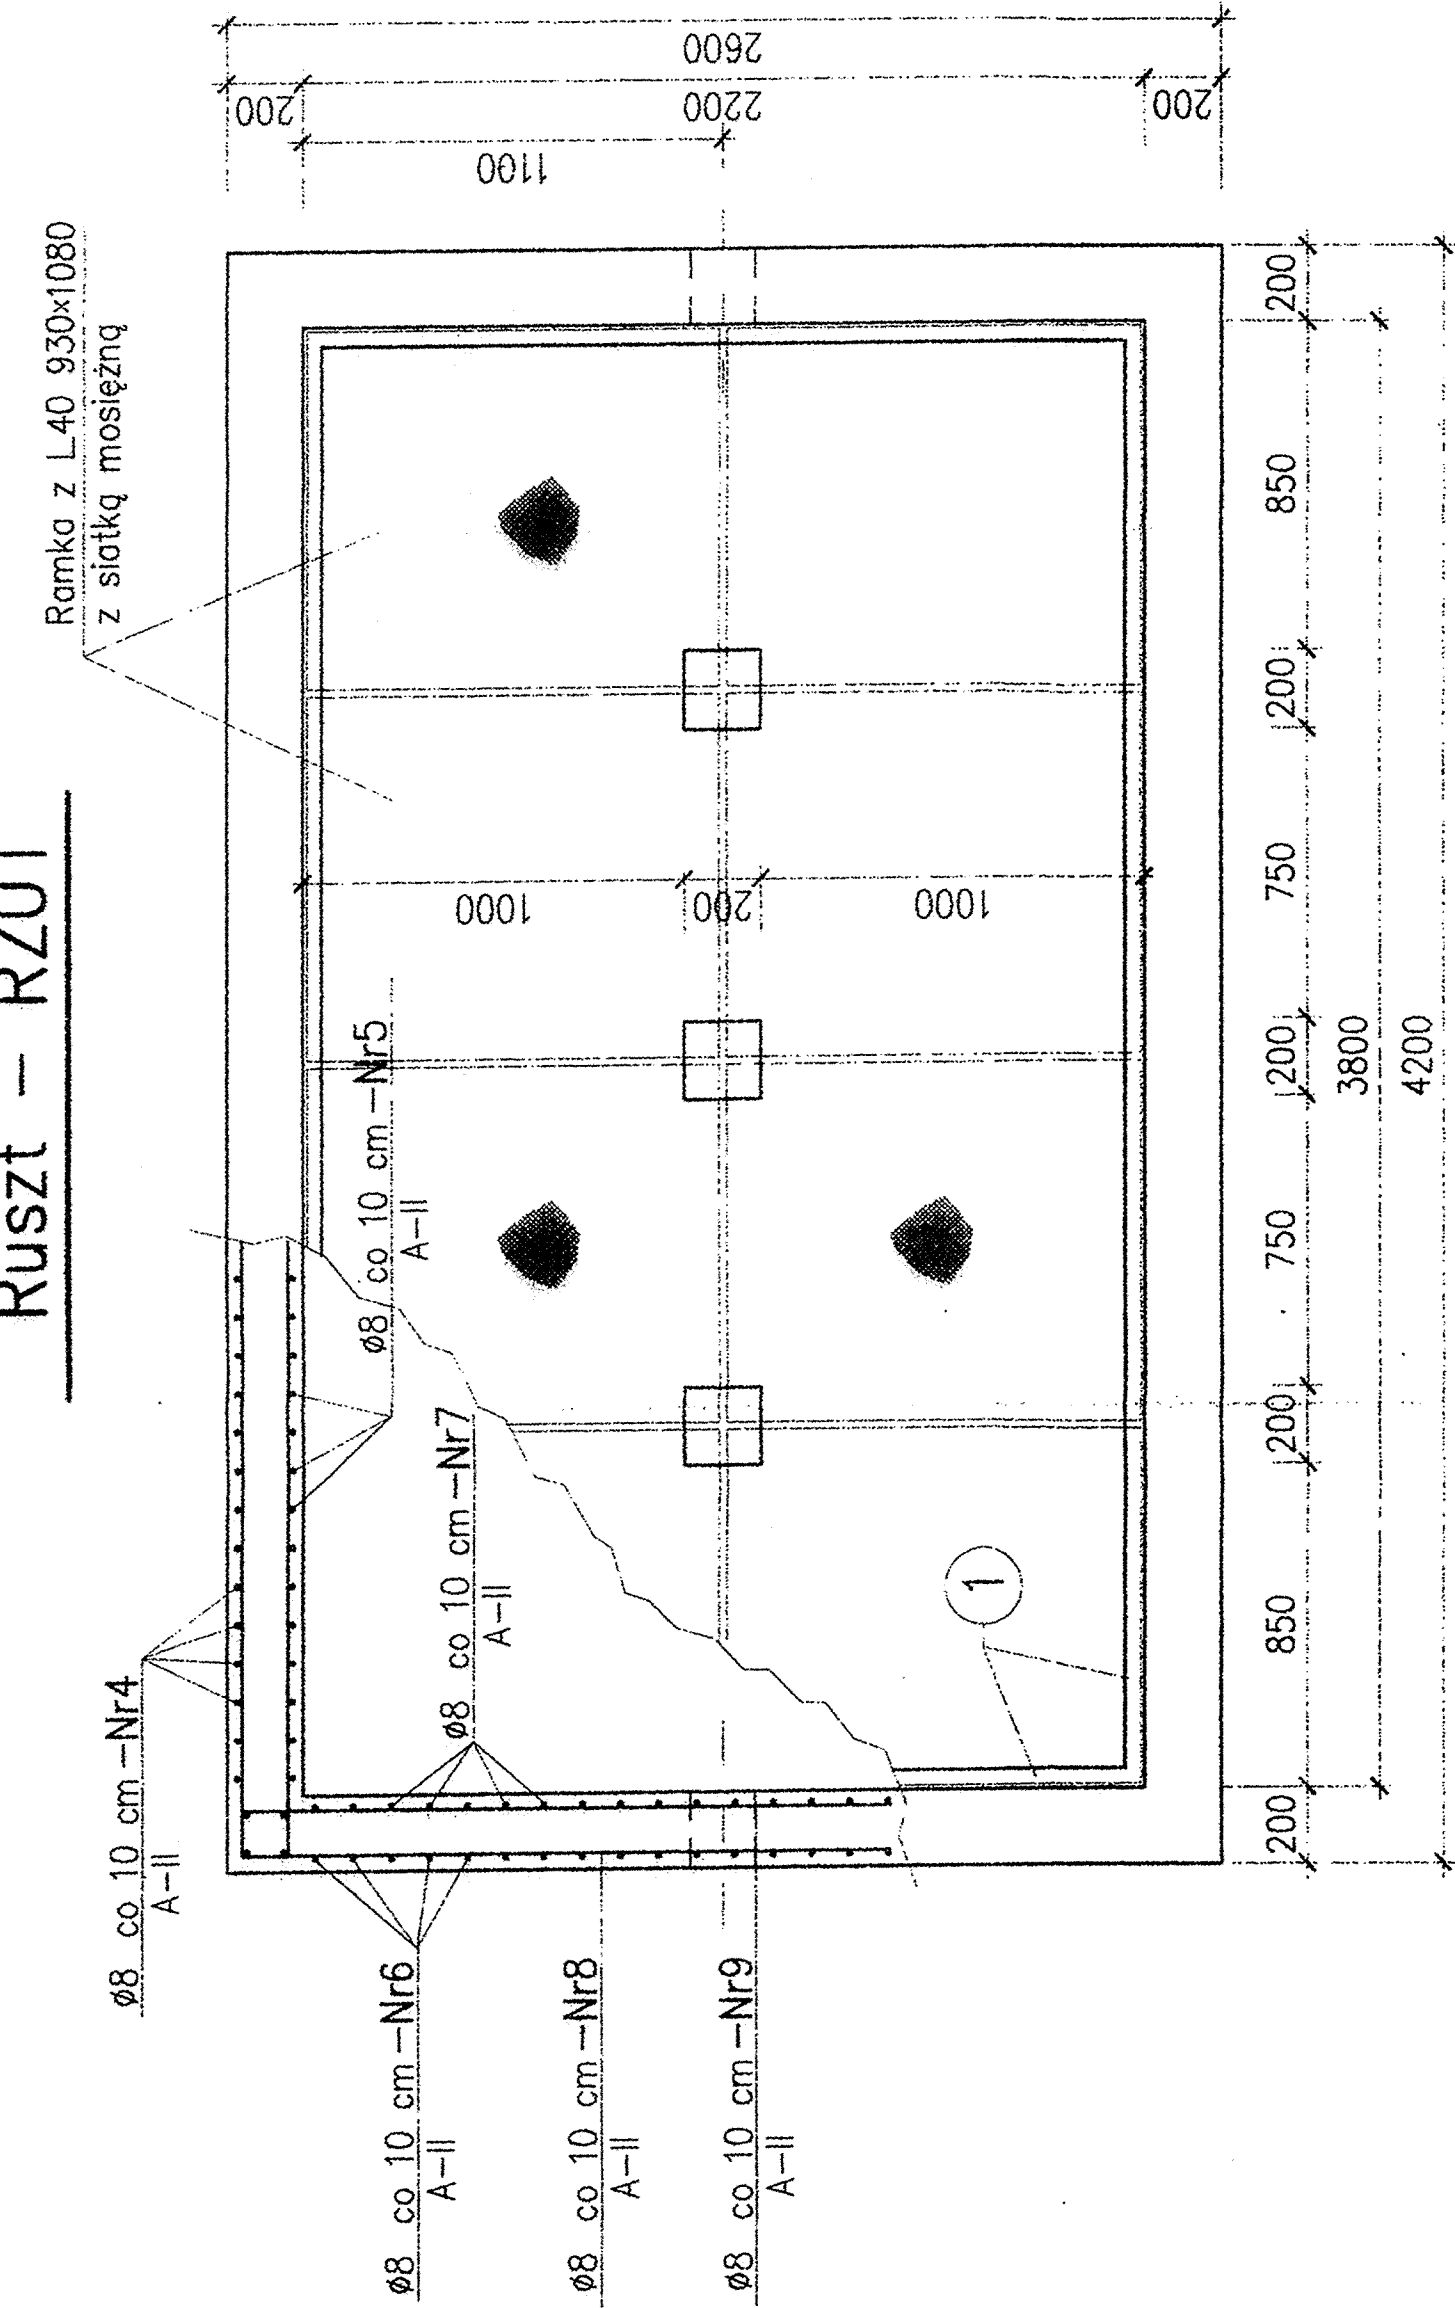 Ruszt – RZUT
Ramka z L40 930×1080
z siatką mosiężną
ø8 co 10 cm –Nr4
A–II
ø8 co 10 cm –Nr5
A–II
ø8 co 10 cm –Nr7
A–II
ø8 co 10 cm –Nr6
A–II
ø8 co 10 cm –Nr8
A–II
ø8 co 10 cm –Nr9
A–II
1
1000
200
1000
1100
200
2200
200
2600
200
850
200
750
200
750
200
850
200
3800
4200